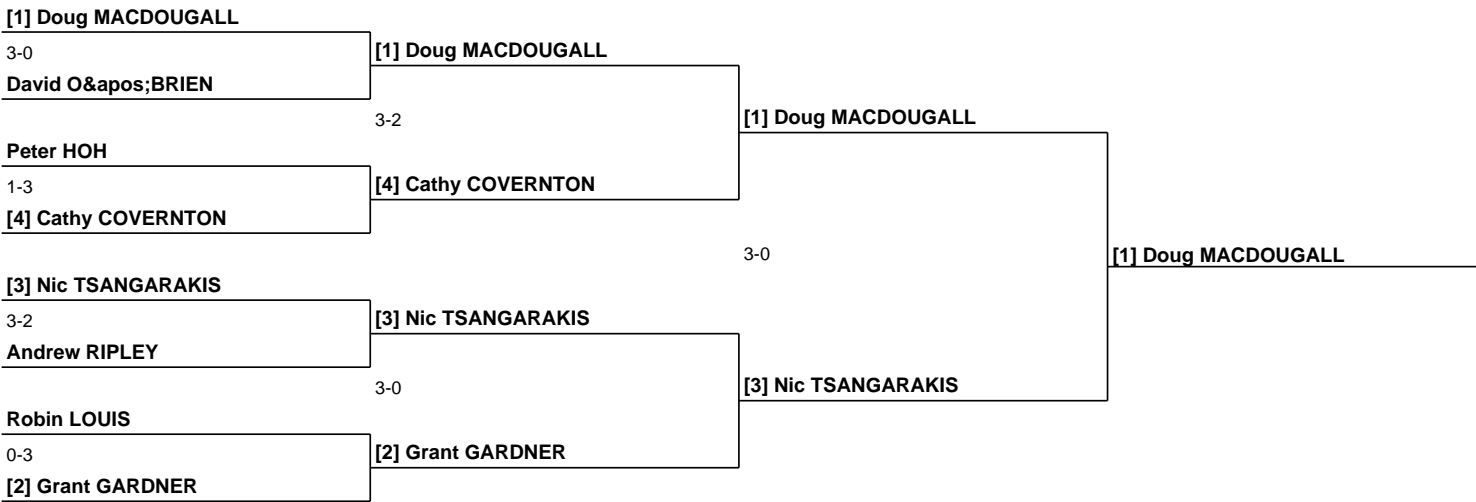 [1] Doug MACDOUGALL
3-0
David O&apos;BRIEN
[1] Doug MACDOUGALL
3-2
Peter HOH
1-3
[4] Cathy COVERNTON
[4] Cathy COVERNTON
[1] Doug MACDOUGALL
3-0
[1] Doug MACDOUGALL
[3] Nic TSANGARAKIS
3-2
Andrew RIPLEY
[3] Nic TSANGARAKIS
3-0
[3] Nic TSANGARAKIS
Robin LOUIS
0-3
[2] Grant GARDNER
[2] Grant GARDNER